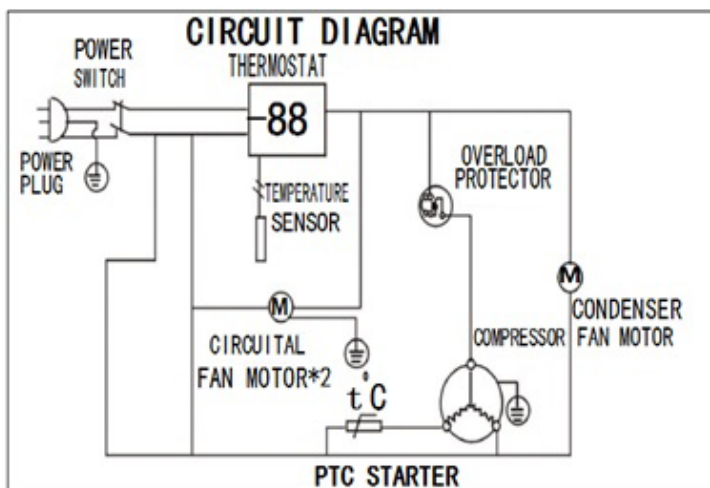 CIRCUIT DIAGRAM
POWER
SWITCH
THERMOSTAT
-88
POWER
PLUG
OVERLOAD
PROTECTOR
TEMPERATURE
SENSOR
M
M
CONDENSER
FAN MOTOR
COMPRESSOR
CIRCUITAL
FAN MOTOR*2
t°C
PTC STARTER